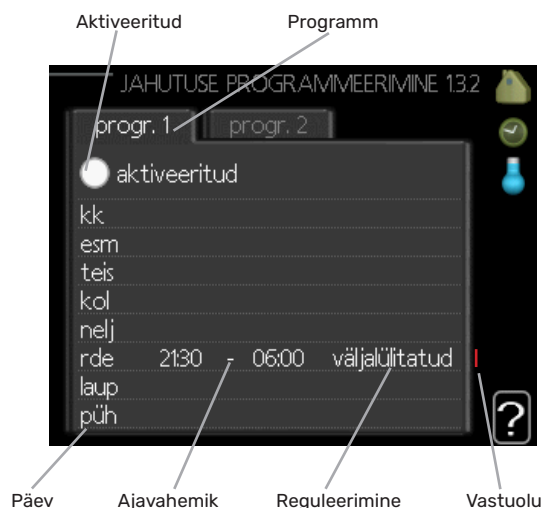 Aktiveeritud Programm
JAHUTUSE PROGRAMMEERIMINE 1.3.2
progr. 1 progr. 2
aktiveeritud
kk
esm
teis
kol
nelj
rde 21:30 - 06:00 väljalülitatud
laup
püh
?
Päev Ajavahemik Reguleerimine Vastuolu